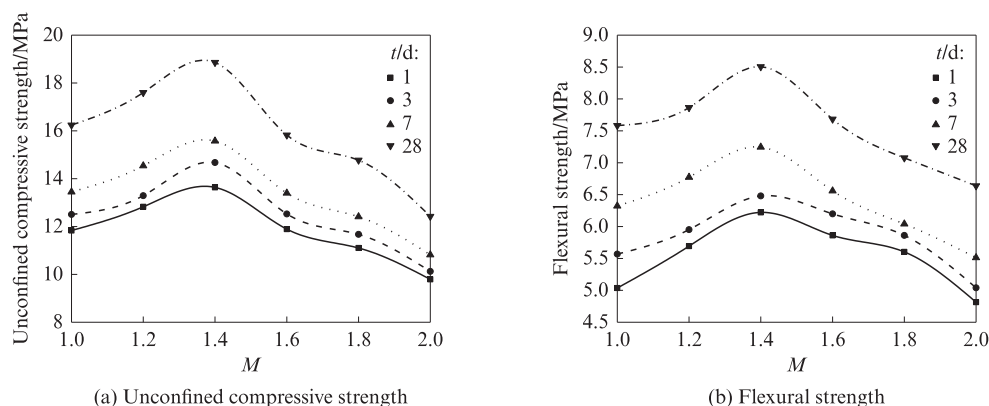 Unconfined compressive strength/MPa
20
18
16
14
12
10
8
t/d:
1
3
7
28
1.0 1.2 1.4 1.6 1.8 2.0
M
(a) Unconfined compressive strength
Flexural strength/MPa
9.0
8.5
8.0
7.5
7.0
6.5
6.0
5.5
5.0
4.5
t/d:
1
3
7
28
1.0 1.2 1.4 1.6 1.8 2.0
M
(b) Flexural strength